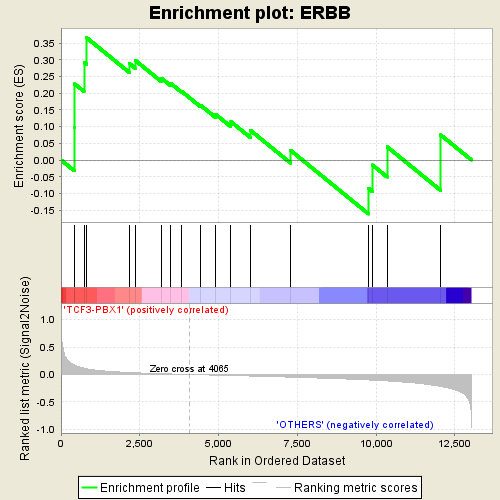 Enrichment plot: ERBB
Enrichment score (ES)
0.35
0.30
0.25
0.20
0.15
0.10
0.05
0.00
-0.05
-0.10
-0.15
'TCF3-PBX1' (positively correlated)
Ranked list metric (Signal2Noise)
1.0
0.5
0.0
-0.5
-1.0
Zero cross at 4065
'OTHERS' (negatively correlated)
0 2,500 5,000 7,500 10,000 12,500
Rank in Ordered Dataset
Enrichment profile Hits Ranking metric scores